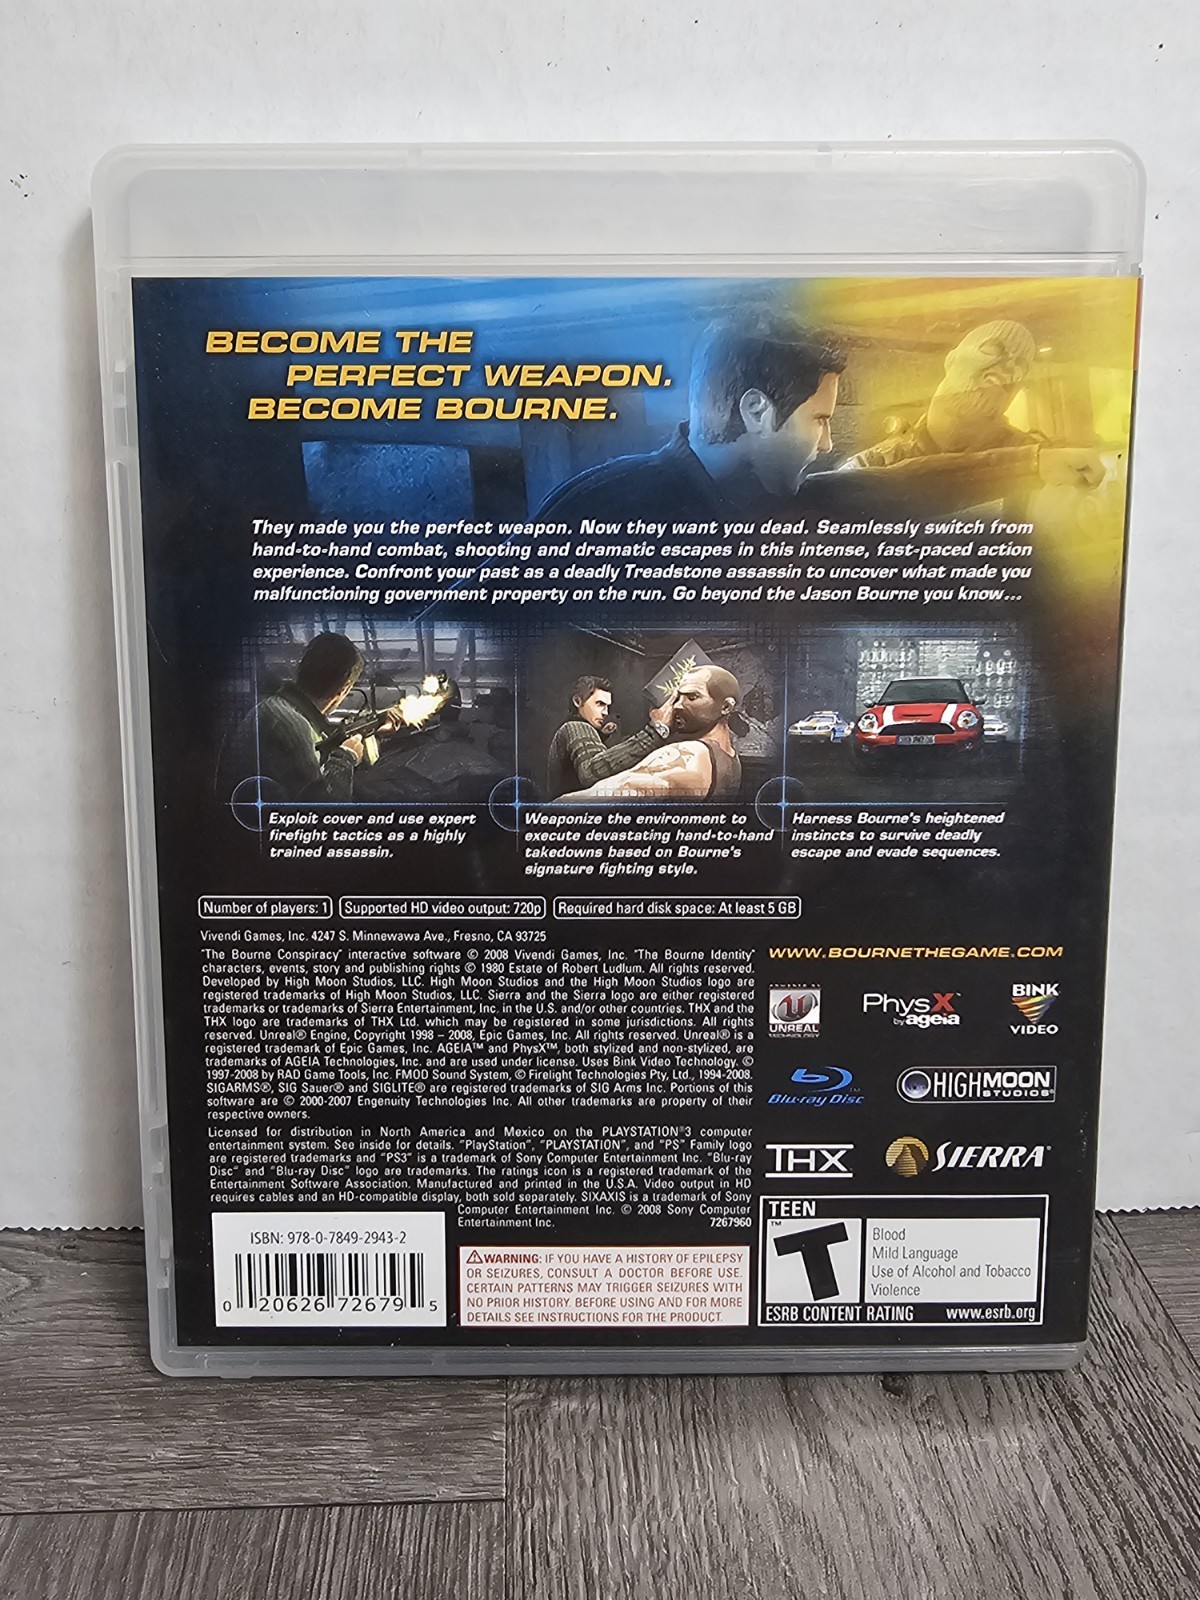 BECOME THE
PERFECT WEAPON.
BECOME BOURNE.
They made you the perfect weapon. Now they want you dead. Seamlessly switch from
hand-to-hand combat, shooting and dramatic escapes in this intense, fast-paced action
experience. Confront your past as a deadly Treadstone assassin to uncover what made you
malfunctioning government property on the run. Go beyond the Jason Bourne you know...
Exploit cover and use expert
firefight tactics as a highly
trained assassin.
Weaponize the environment to
execute devastating hand-to-hand
takedowns based on Bourne's
signature fighting style.
Harness Bourne's heightened
instincts to survive deadly
escape and evade sequences.
Number of players: 1
Supported HD video output: 720p
Required hard disk space: At least 5 GB
Vivendi Games, Inc. 4247 S. Minnewawa Ave., Fresno, CA 93725
"The Bourne Conspiracy" interactive software © 2008 Vivendi Games, Inc. "The Bourne Identity"
characters, events, story and publishing rights © 1980 Estate of Robert Ludlum. All rights reserved.
Developed by High Moon Studios, LLC. High Moon Studios and the High Moon Studios logo are
registered trademarks of High Moon Studios, LLC. Sierra and the Sierra logo are either registered
trademarks or trademarks of Sierra Entertainment, Inc. in the U.S. and/or other countries. THX and the
THX logo are trademarks of THX Ltd. which may be registered in some jurisdictions. All rights
reserved. Unreal® Engine, Copyright 1998 – 2008, Epic Games, Inc. All rights reserved. Unreal® is a
registered trademark of Epic Games, Inc. AGEIA™ and PhysX™, both stylized and non-stylized, are
trademarks of AGEIA Technologies, Inc. and are used under license. Uses Bink Video Technology. ©
1997-2008 by RAD Game Tools, Inc. FMOD Sound System, © Firelight Technologies Pty, Ltd., 1994-2008.
SIGARMS®, SIG Sauer® and SIGLITE® are registered trademarks of SIG Arms Inc. Portions of this
software are © 2000-2007 Engenuity Technologies Inc. All other trademarks are property of their
respective owners.
Licensed for distribution in North America and Mexico on the PLAYSTATION®3 computer
entertainment system. See inside for details. "PlayStation", "PLAYSTATION", and "PS" Family logo
are registered trademarks and "PS3" is a trademark of Sony Computer Entertainment Inc. "Blu-ray
Disc" and "Blu-ray Disc" logo are trademarks. The ratings icon is a registered trademark of the
Entertainment Software Association. Manufactured and printed in the U.S.A. Video output in HD
requires cables and an HD-compatible display, both sold separately. SIXAXIS is a trademark of Sony
Computer Entertainment Inc. © 2008 Sony Computer
Entertainment Inc. 7267960
WWW.BOURNETHEGAME.COM
POWERED BY
UNREAL
TECHNOLOGY
PhysX™
by ageia
BINK
VIDEO
Blu-ray Disc
HIGH MOON
STUDIOS®
THX
SIERRA®
ISBN: 978-0-7849-2943-2
0 20626 72679 5
⚠WARNING: IF YOU HAVE A HISTORY OF EPILEPSY
OR SEIZURES, CONSULT A DOCTOR BEFORE USE.
CERTAIN PATTERNS MAY TRIGGER SEIZURES WITH
NO PRIOR HISTORY. BEFORE USING AND FOR MORE
DETAILS SEE INSTRUCTIONS FOR THE PRODUCT.
TEEN
T™
Blood
Mild Language
Use of Alcohol and Tobacco
Violence
ESRB CONTENT RATING www.esrb.org